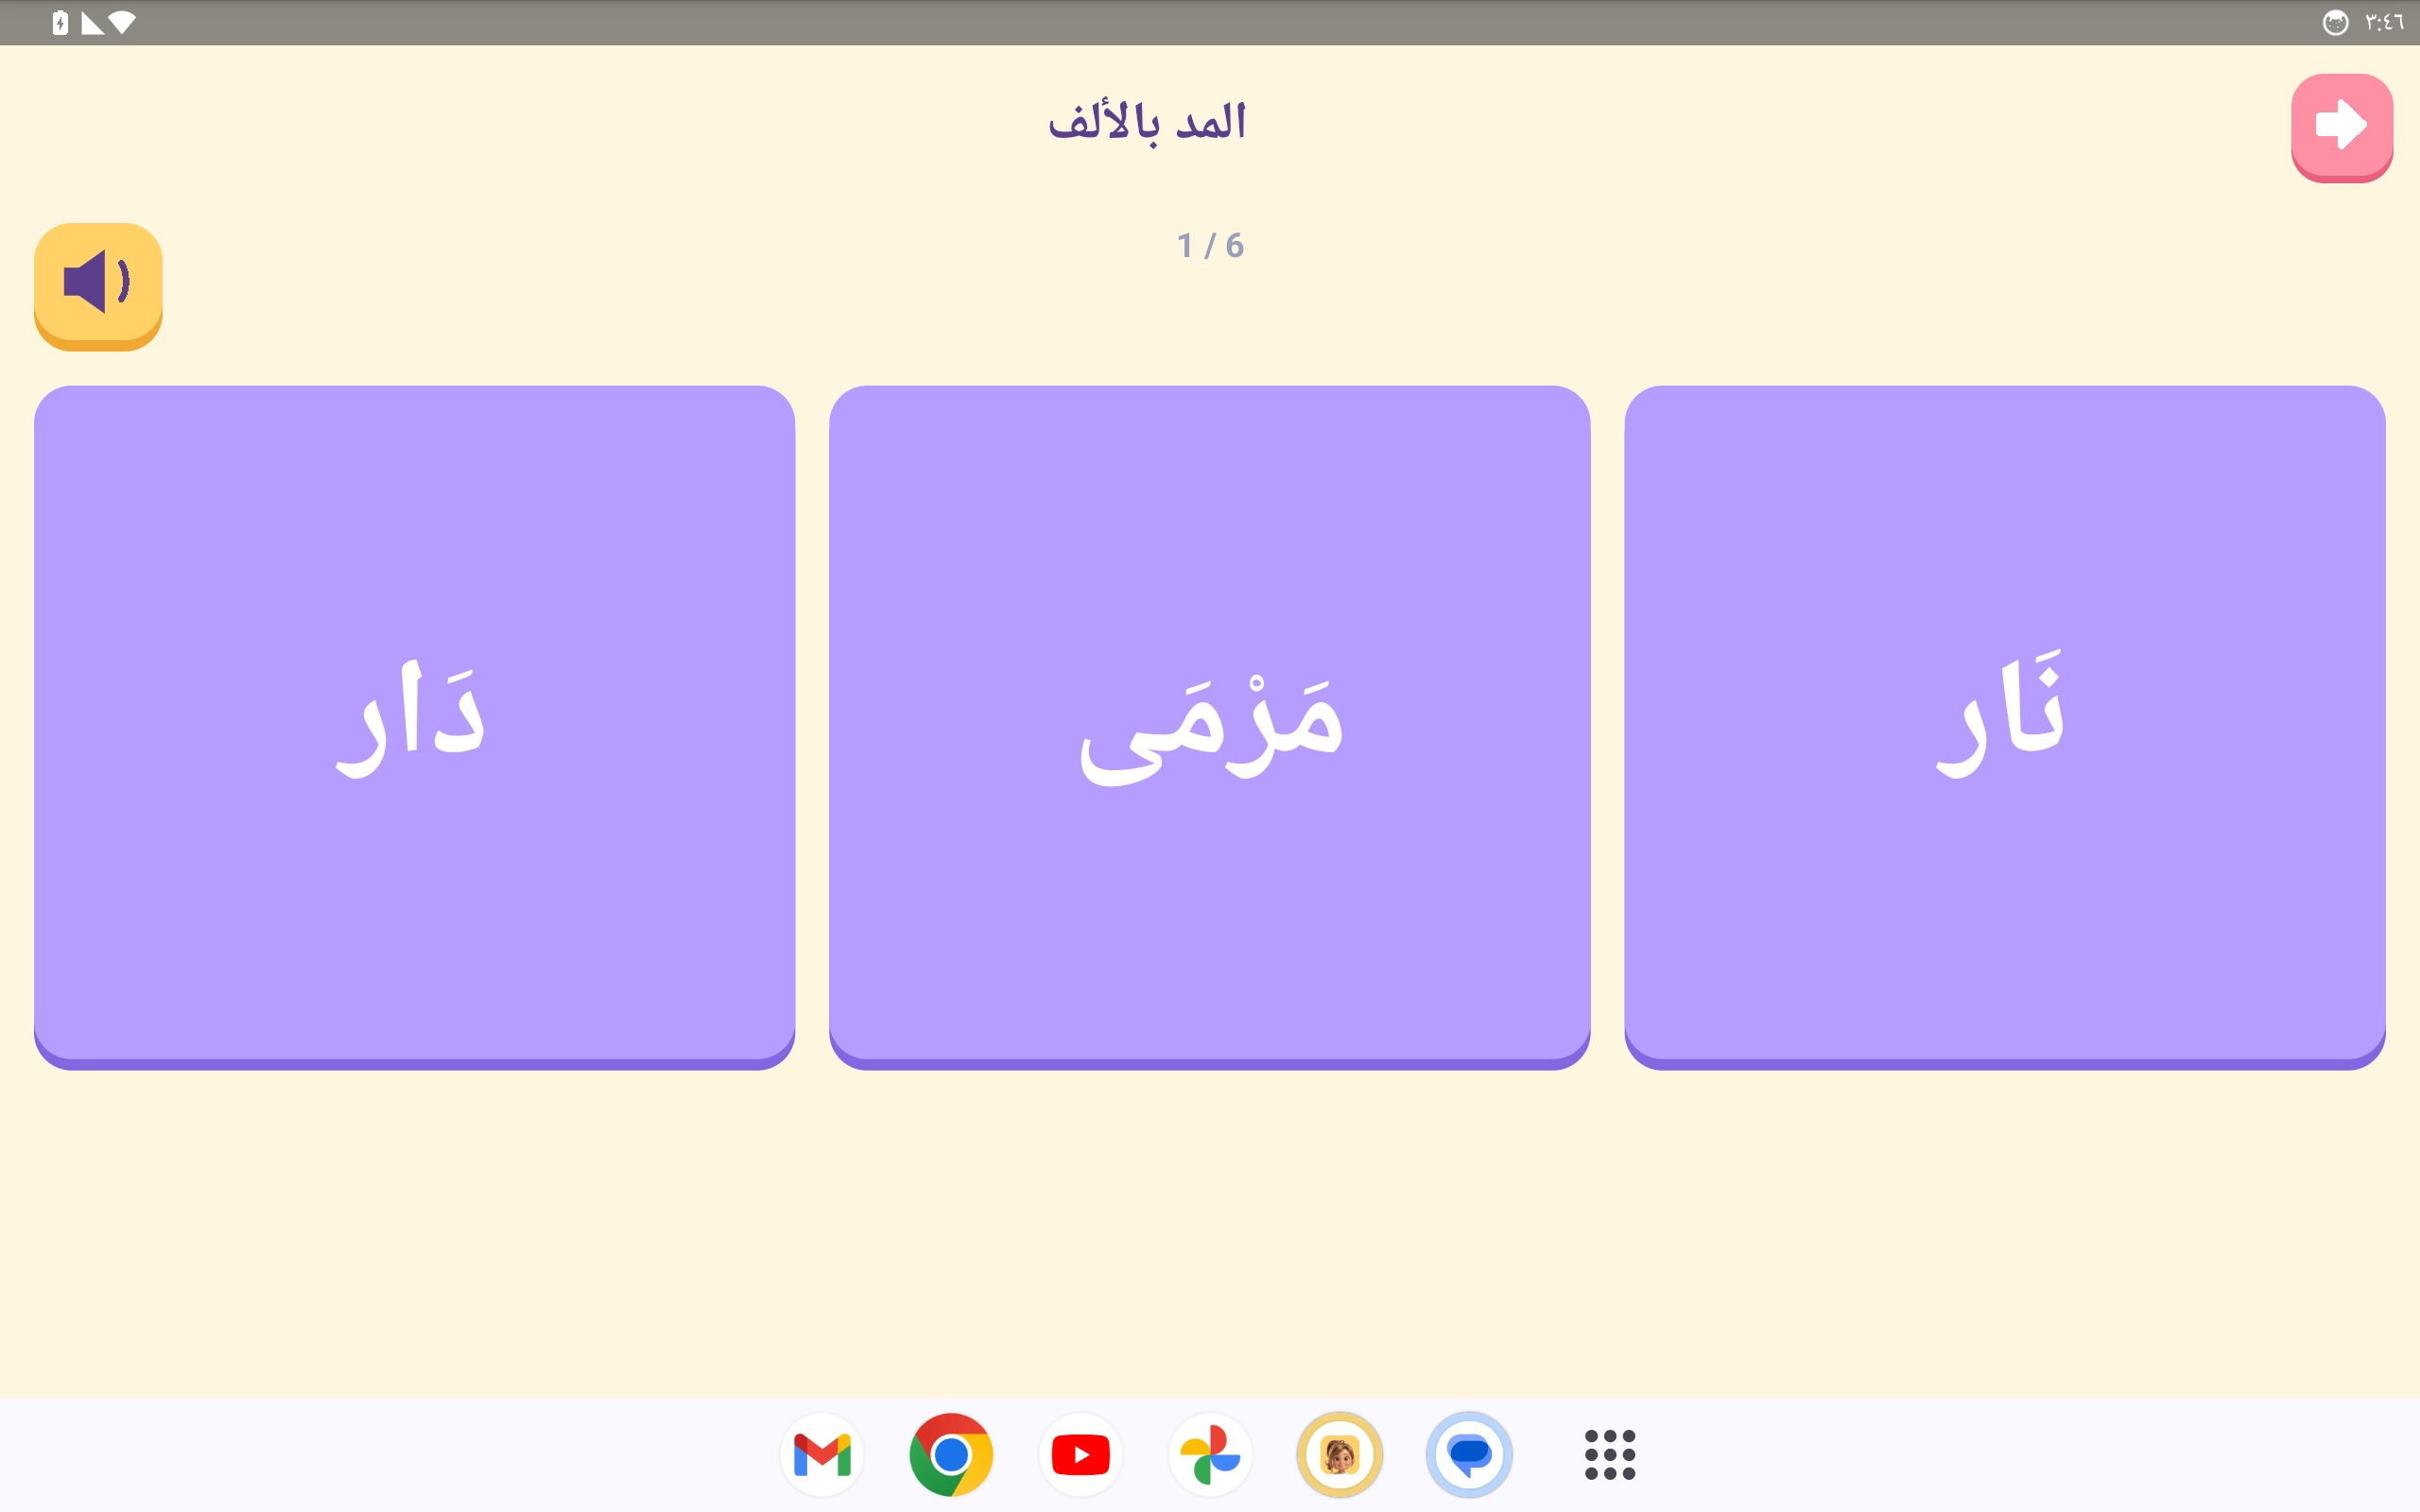 ٣:٤٦
المد بالألف
1 / 6
نَار
مَرْمَى
دَار